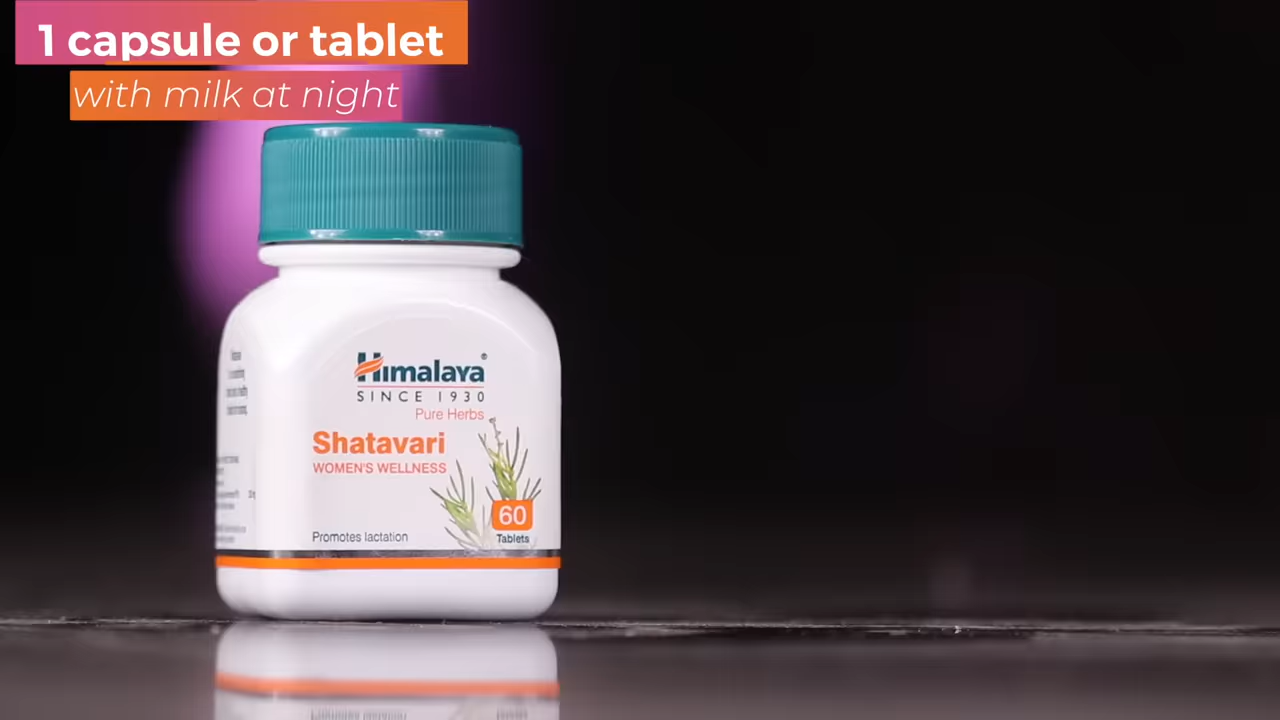 1 capsule or tablet
with milk at night
Himalaya®
SINCE 1930
Pure Herbs
Shatavari
WOMEN'S WELLNESS
60
Tablets
Promotes lactation